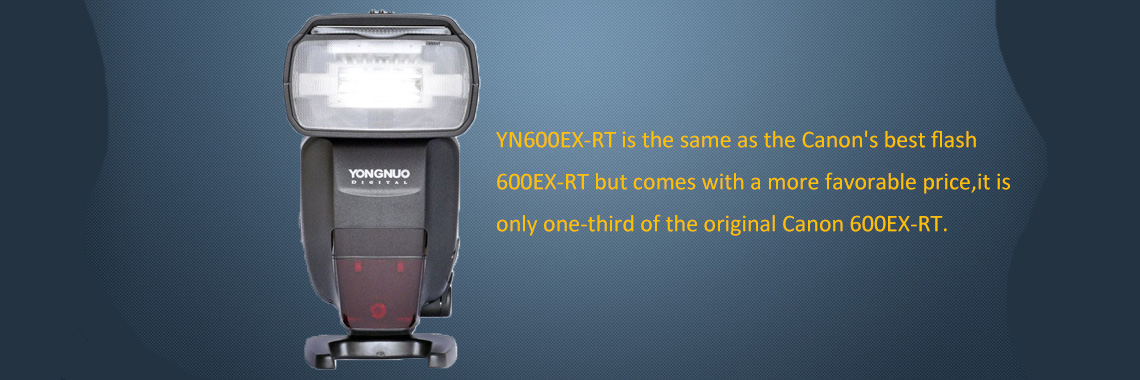 YONGNUO
DIGITAL
YN600EX-RT is the same as the Canon's best flash
600EX-RT but comes with a more favorable price,it is
only one-third of the original Canon 600EX-RT.